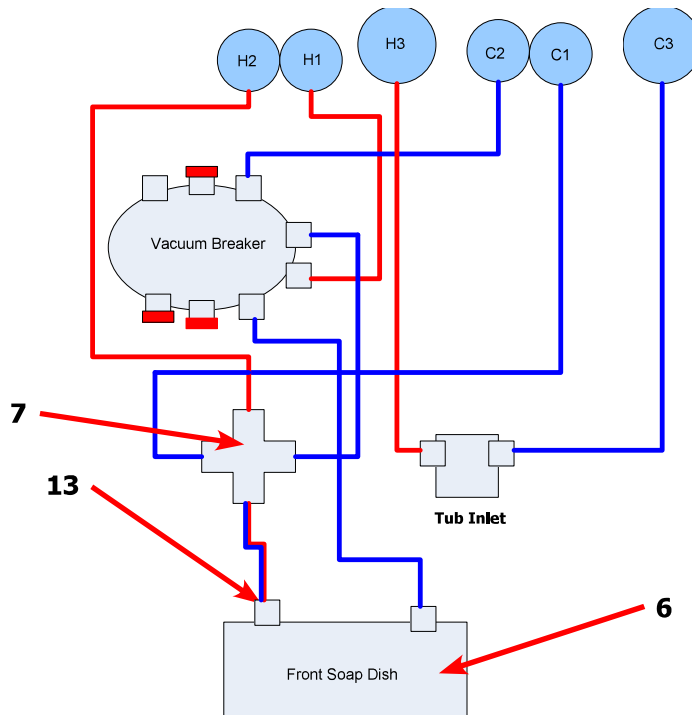 H2
H1
H3
C2
C1
C3
Vacuum Breaker
7
13
Tub Inlet
6
Front Soap Dish